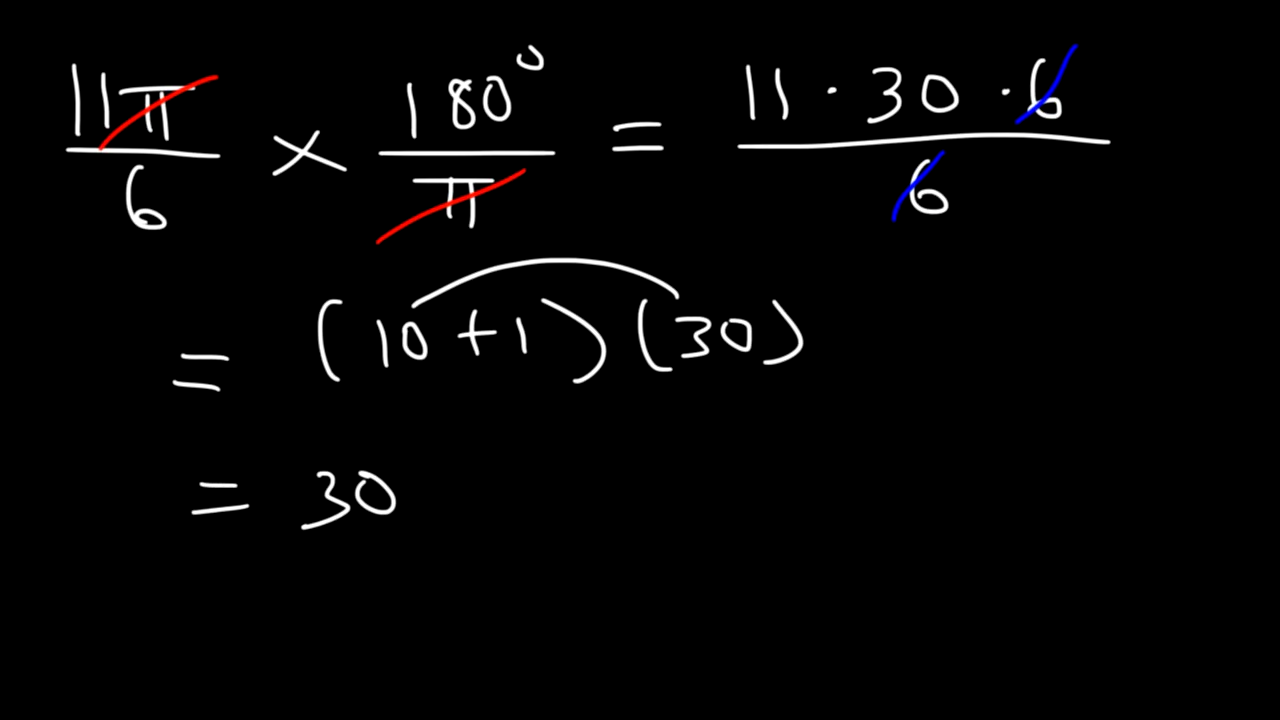 11π/6 × 180°/π = 11 · 30 · 6/6
= (10 + 1)(30)
= 30